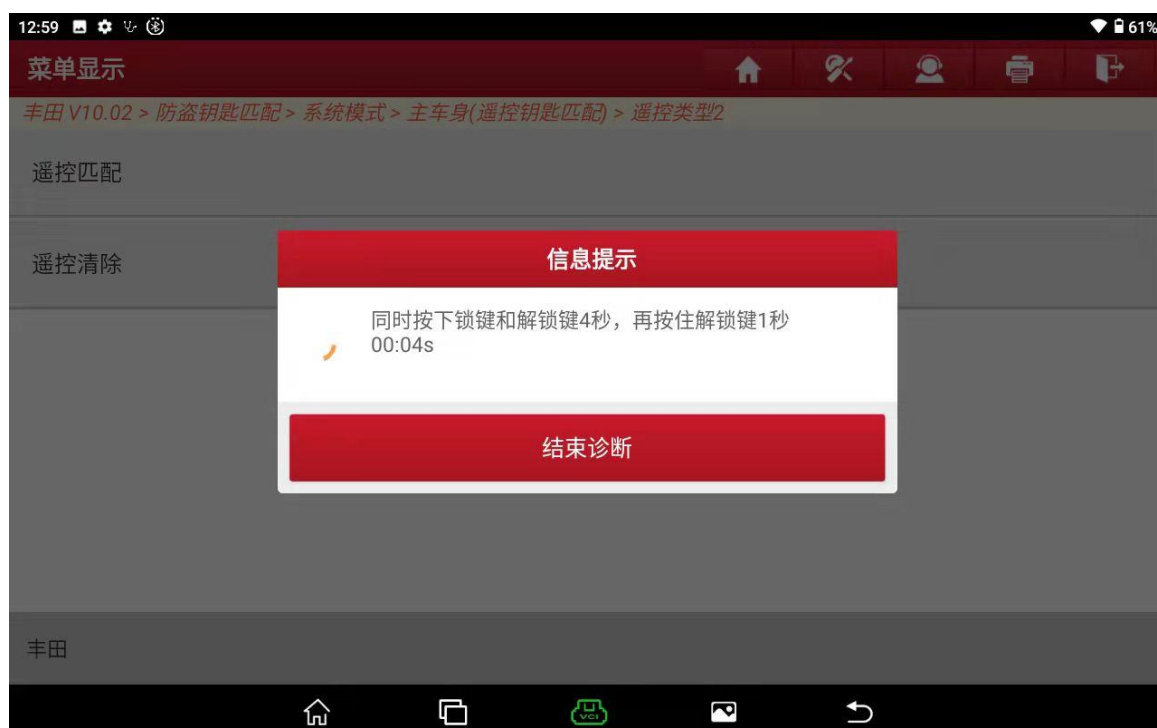 12:59
61%
菜单显示
丰田 V10.02 > 防盗钥匙匹配 > 系统模式 > 主车身(遥控钥匙匹配) > 遥控类型2
遥控匹配
遥控清除
信息提示
同时按下锁键和解锁键4秒，再按住解锁键1秒
00:04s
结束诊断
丰田
VCI